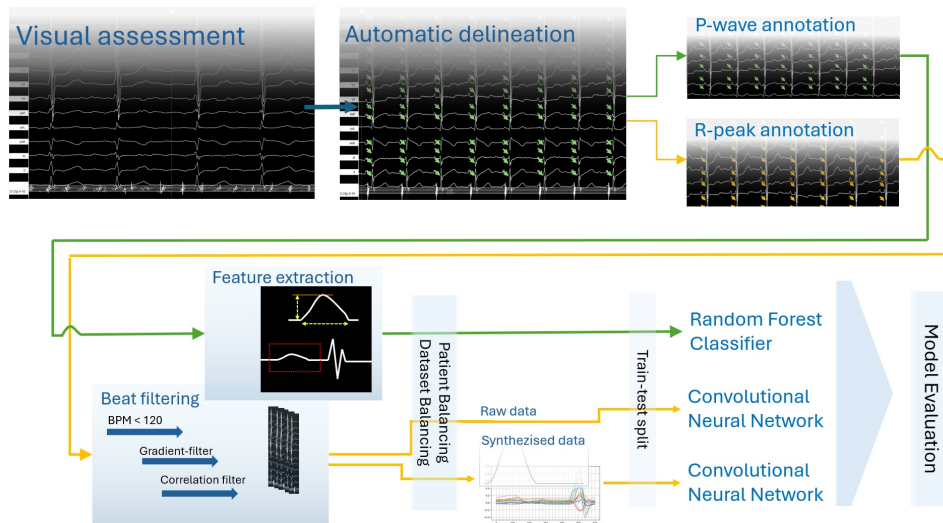 Visual assessment
Automatic delineation
P-wave annotation
R-peak annotation
Feature extraction
Beat filtering
BPM < 120
Gradient-filter
Correlation filter
Patient Balancing
Dataset Balancing
Raw data
Synthezised data
Train-test split
Random Forest
Classifier
Convolutional
Neural Network
Convolutional
Neural Network
Model Evaluation